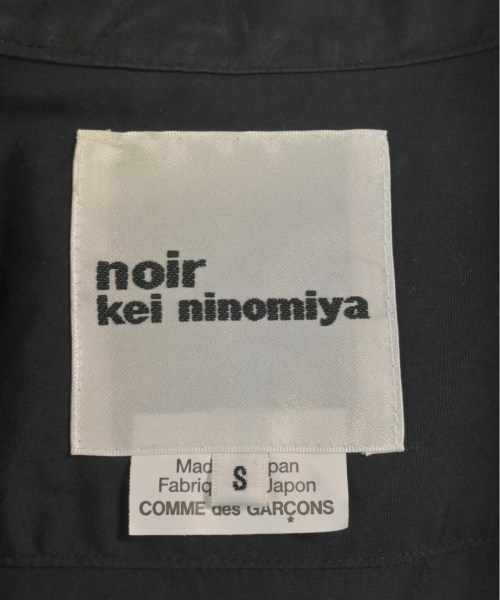 noir
kei ninomiya
Mad pan
Fabriq S Japon
COMME des GARÇONS
*